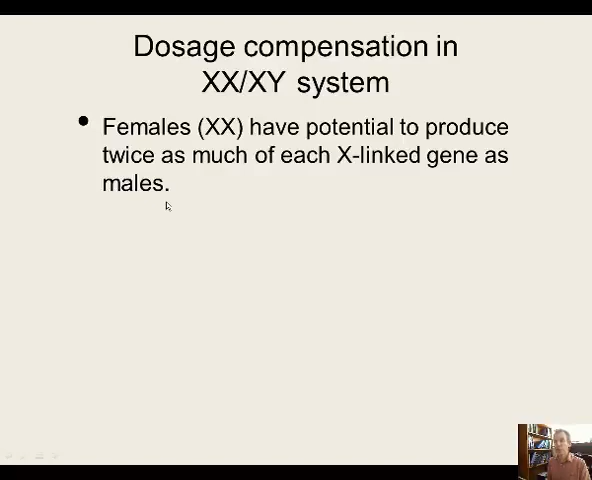 Dosage compensation in
XX/XY system
• Females (XX) have potential to produce
twice as much of each X-linked gene as
males.